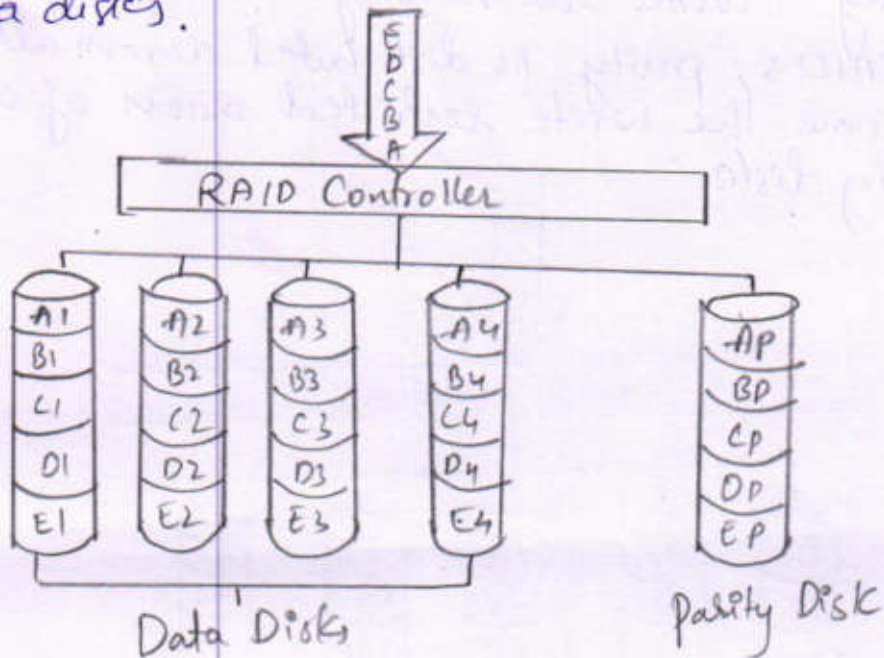 a disks.
E
D
C
B
A
RAID Controller
A1 A2 A3 A4 Ap
B1 B2 B3 B4 Bp
C1 C2 C3 C4 Cp
D1 D2 D3 D4 Dp
E1 E2 E3 E4 Ep
Data Disks
Parity Disk